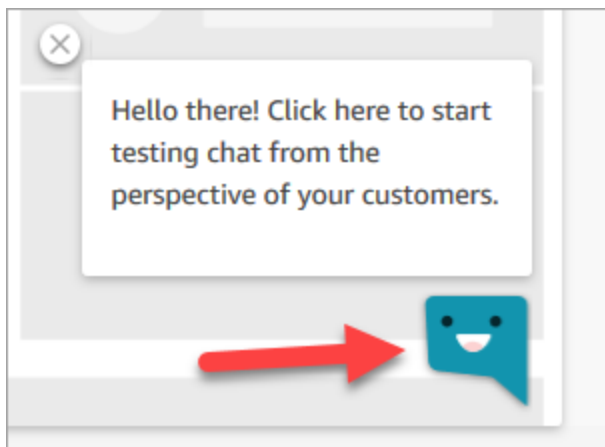 Hello there! Click here to start
testing chat from the
perspective of your customers.